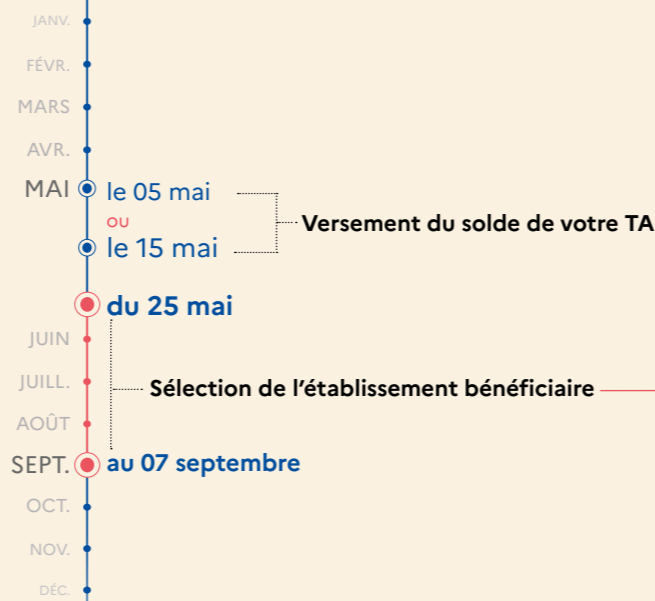 JANV.
FÉVR.
MARS
AVR.
MAI
le 05 mai
ou
le 15 mai
Versement du solde de votre TA
du 25 mai
JUIN
JUILL.
Sélection de l'établissement bénéficiaire
AOÛT
SEPT.
au 07 septembre
OCT.
NOV.
DÉC.